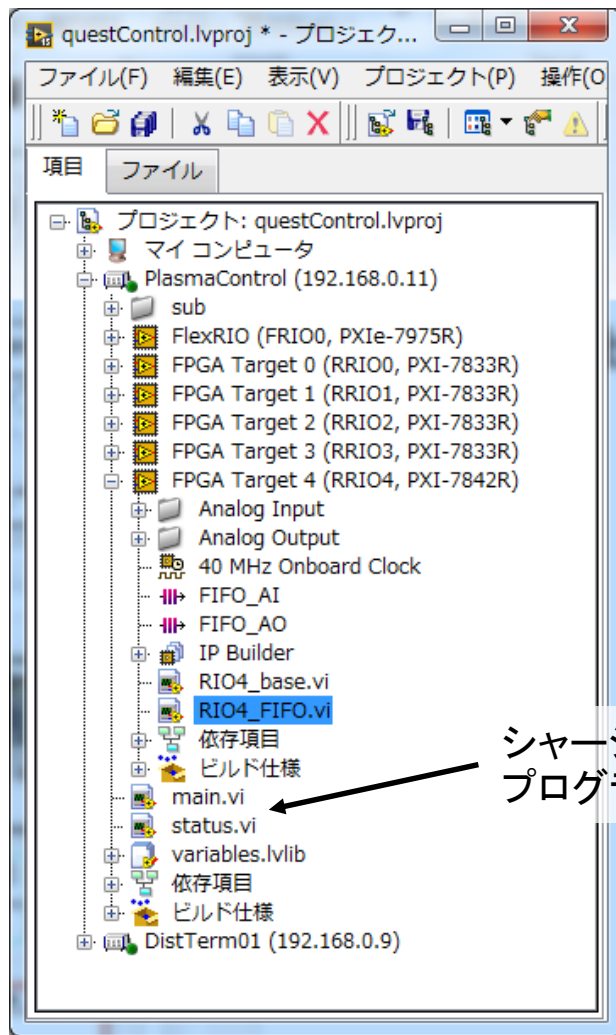 questControl.lvproj * - プロジェク...
ファイル(F) 編集(E) 表示(V) プロジェクト(P) 操作(O
項目 ファイル
プロジェクト: questControl.lvproj
マイ コンピュータ
PlasmaControl (192.168.0.11)
sub
FlexRIO (FRIO0, PXIe-7975R)
FPGA Target 0 (RRIO0, PXI-7833R)
FPGA Target 1 (RRIO1, PXI-7833R)
FPGA Target 2 (RRIO2, PXI-7833R)
FPGA Target 3 (RRIO3, PXI-7833R)
FPGA Target 4 (RRIO4, PXI-7842R)
Analog Input
Analog Output
40 MHz Onboard Clock
FIFO_AI
FIFO_AO
IP Builder
RIO4_base.vi
RIO4_FIFO.vi
依存項目
ビルド仕様
シャー
プログ
main.vi
status.vi
variables.lvlib
依存項目
ビルド仕様
DistTerm01 (192.168.0.9)